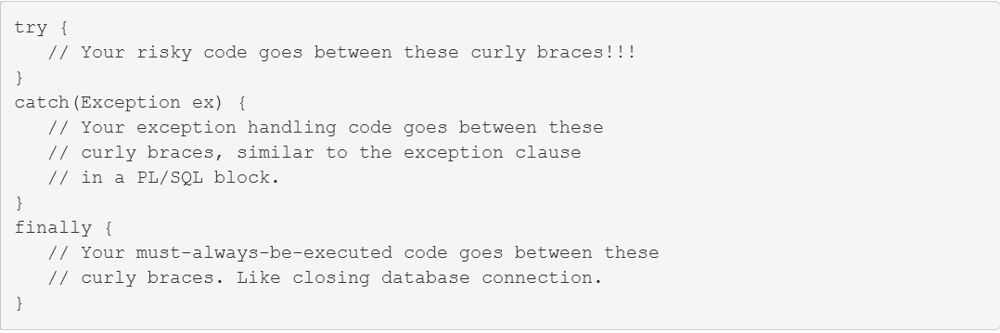 try {
   // Your risky code goes between these curly braces!!!
}
catch(Exception ex) {
   // Your exception handling code goes between these
   // curly braces, similar to the exception clause
   // in a PL/SQL block.
}
finally {
   // Your must-always-be-executed code goes between these
   // curly braces. Like closing database connection.
}